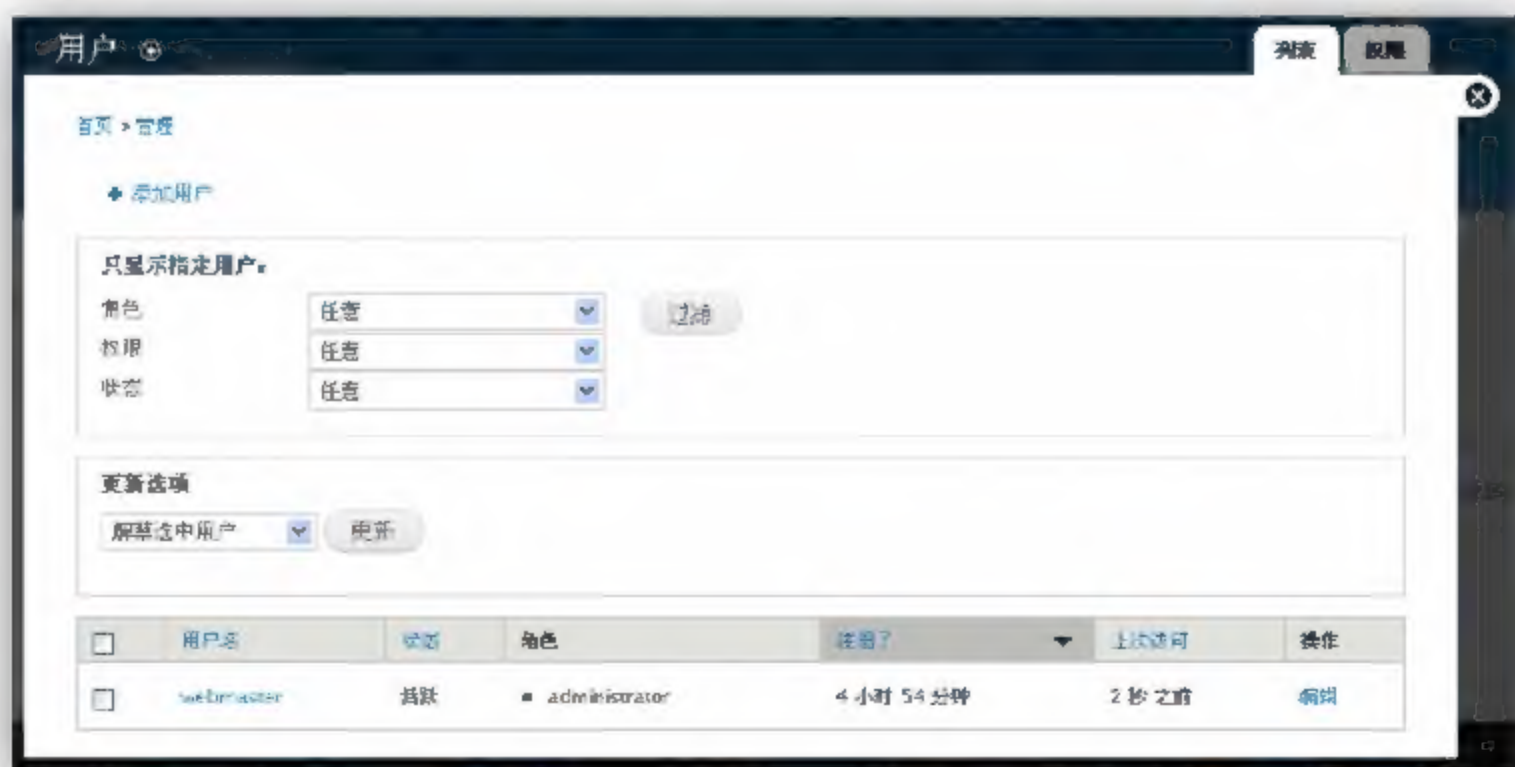 用户
列表 权限
首页 » 管理
添加用户
只显示指定用户：
角色 任意 过滤
权限 任意
状态 任意
更新选项
解禁选中用户 更新
用户名 状态 角色 注册了 上次访问 操作
webmaster 活跃 administrator 4 小时 54 分钟 2 秒 之前 编辑